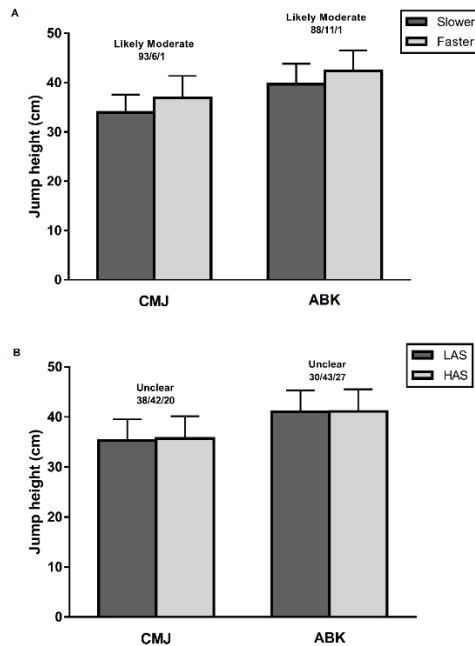 A
Likely Moderate
93/6/1
Likely Moderate
88/11/1
Slower
Faster
Jump height (cm)
50
40
30
20
10
0
CMJ
ABK
B
Unclear
38/42/20
Unclear
30/43/27
LAS
HAS
Jump height (cm)
50
40
30
20
10
0
CMJ
ABK